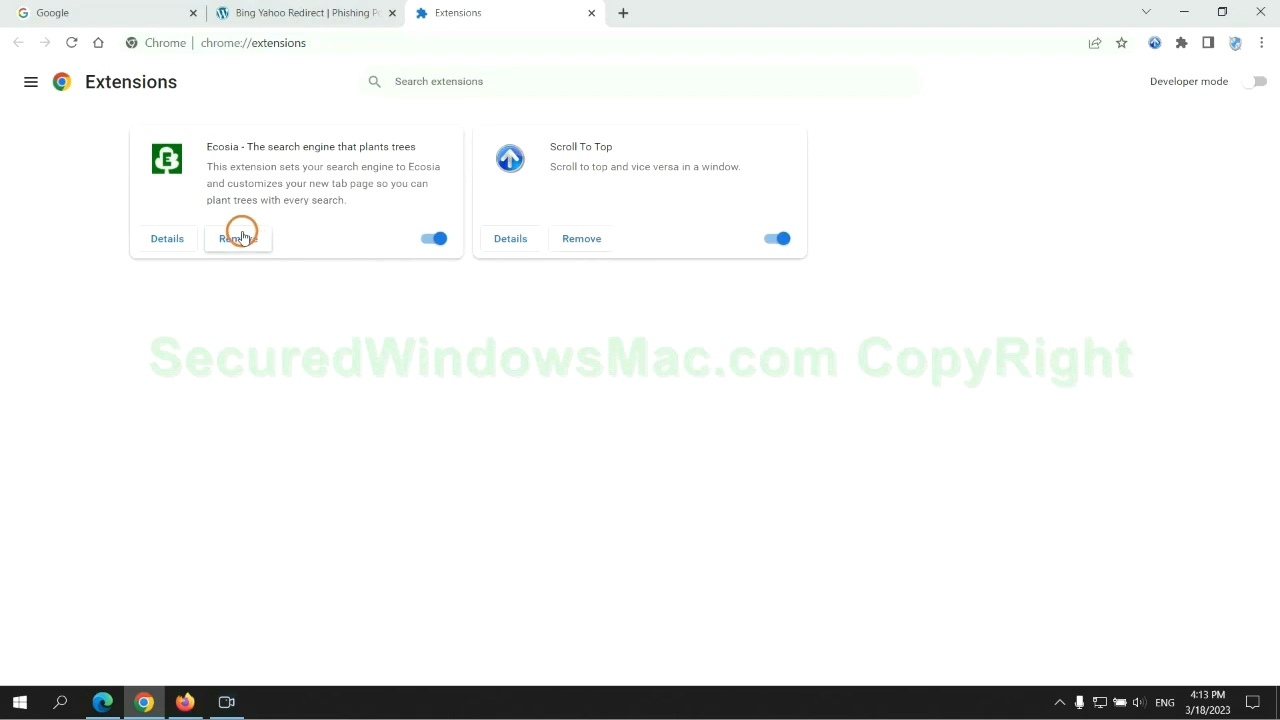 Google
Bing Yahoo Redirect | Phishing Po
Extensions
Chrome
chrome://extensions
Extensions
Search extensions
Developer mode
Ecosia - The search engine that plants trees
This extension sets your search engine to Ecosia
and customizes your new tab page so you can
plant trees with every search.
Details
Remove
Scroll To Top
Scroll to top and vice versa in a window.
Details
Remove
SecuredWindowsMac.com CopyRight
ENG
4:13 PM
3/18/2023